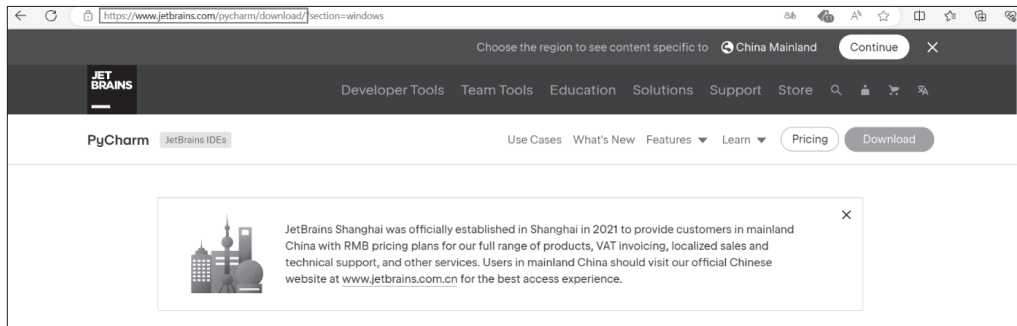 https://www.jetbrains.com/pycharm/download/?section=windows
Choose the region to see content specific to China Mainland Continue
JET
BRAINS
Developer Tools Team Tools Education Solutions Support Store
PyCharm JetBrains IDEs Use Cases What's New Features Learn Pricing Download
JetBrains Shanghai was officially established in Shanghai in 2021 to provide customers in mainland
China with RMB pricing plans for our full range of products, VAT invoicing, localized sales and
technical support, and other services. Users in mainland China should visit our official Chinese
website at www.jetbrains.com.cn for the best access experience.